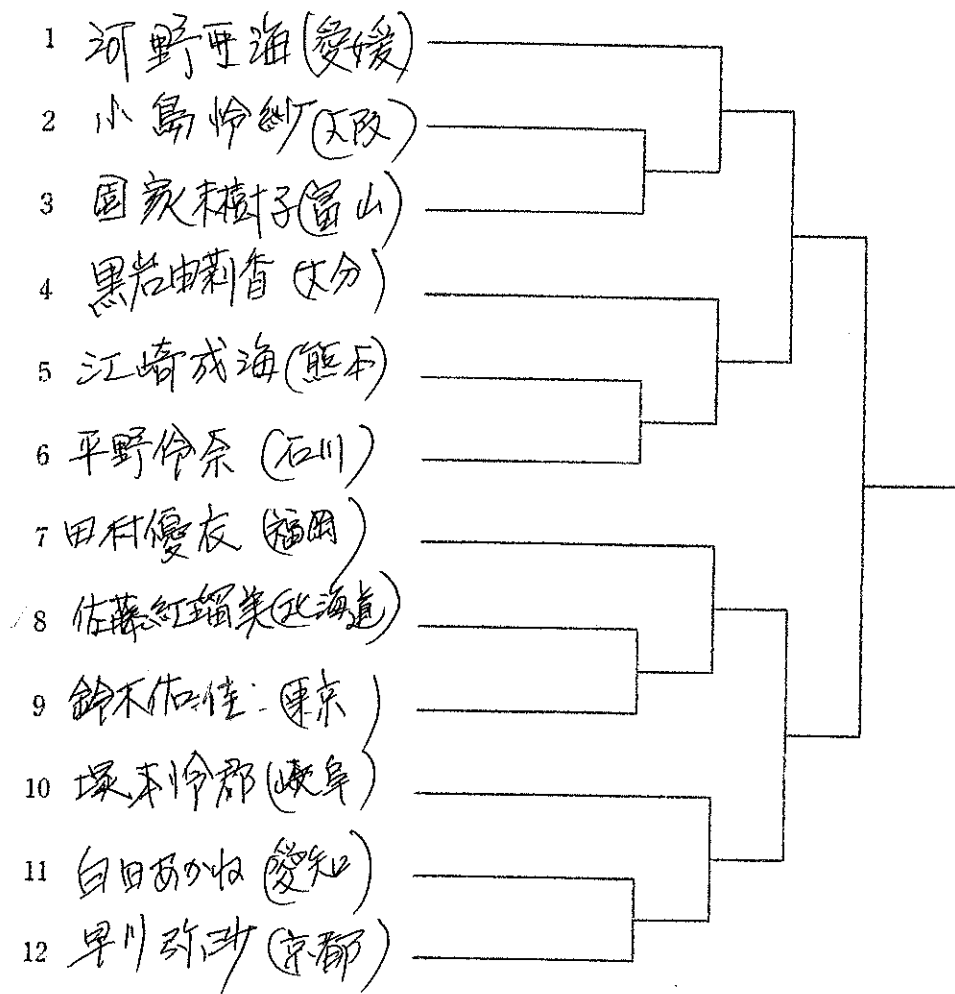 1 河野亜海(愛媛)
2 小島怜紗(大阪)
3 国家未樹子(富山)
4 黒岩由莉香(大分)
5 江崎成海(熊本)
6 平野伶奈(石川)
7 田村優衣(福岡)
8 佐藤紅瑠美(北海道)
9 鈴木佑佳(東京)
10 塚本怜郡(岐阜)
11 白田あかね(愛知)
12 早川弥沙(京都)